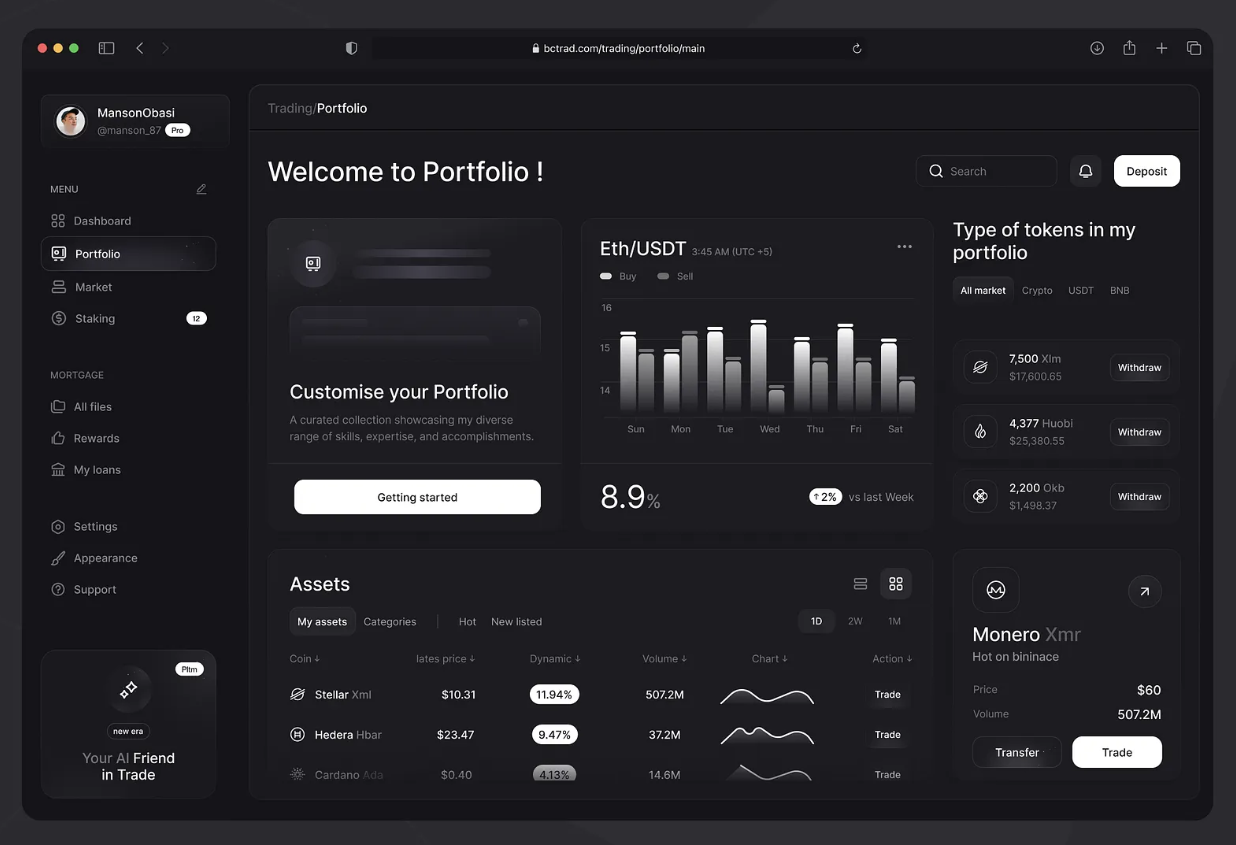 bctrad.com/trading/portfolio/main
MansonObasi
@manson_87 Pro
MENU
Dashboard
Portfolio
Market
Staking 12
MORTGAGE
All files
Rewards
My loans
Settings
Appearance
Support
Pltm
new era
Your AI Friend
in Trade
Trading/Portfolio
Welcome to Portfolio !
Search
Deposit
Customise your Portfolio
A curated collection showcasing my diverse
range of skills, expertise, and accomplishments.
Getting started
Eth/USDT 3:45 AM (UTC +5)
Buy Sell
16
15
14
Sun Mon Tue Wed Thu Fri Sat
8.9%
↑2% vs last Week
Type of tokens in my
portfolio
All market Crypto USDT BNB
7,500 Xlm
$17,600.65
Withdraw
4,377 Huobi
$25,380.55
Withdraw
2,200 Okb
$1,498.37
Withdraw
Assets
My assets Categories | Hot New listed
1D 2W 1M
Coin ↓ lates price ↓ Dynamic ↓ Volume ↓ Chart ↓ Action ↓
Stellar Xml $10.31 11.94% 507.2M Trade
Hedera Hbar $23.47 9.47% 37.2M Trade
Cardano Ada $0.40 4.13% 14.6M Trade
Monero Xmr
Hot on bininace
Price $60
Volume 507.2M
Transfer Trade